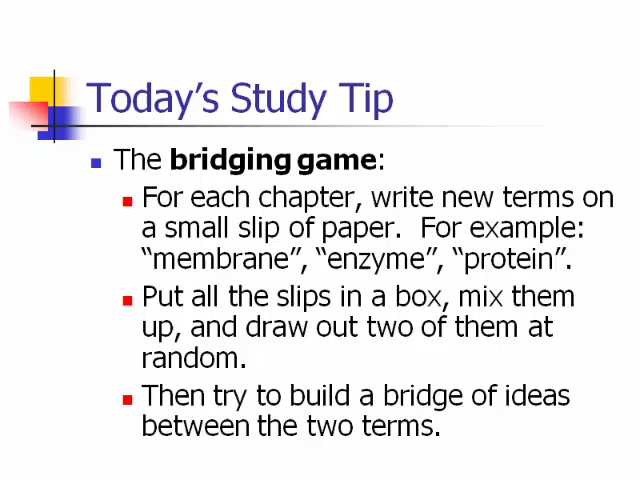 Today’s Study Tip
The bridging game:
For each chapter, write new terms on
a small slip of paper.  For example:
“membrane”, “enzyme”, “protein”.
Put all the slips in a box, mix them
up, and draw out two of them at
random.
Then try to build a bridge of ideas
between the two terms.